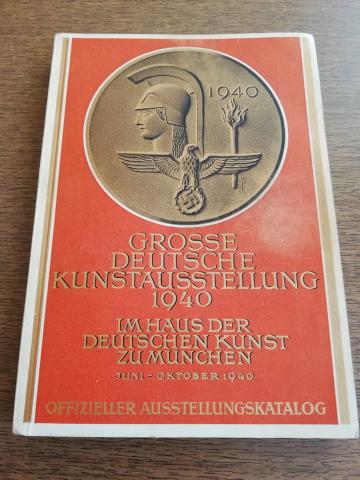 1940
GROSSE
DEUTSCHE
KUNSTAUSSTELLUNG
1940
IM HAUS DER
DEUTSCHEN KUNST
ZU MÜNCHEN
JUNI - OKTOBER 1940
OFFIZIELLER AUSSTELLUNGSKATALOG